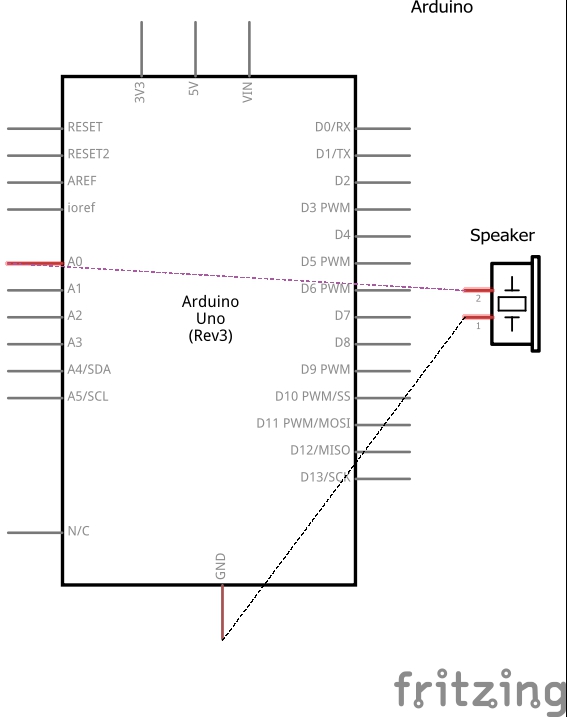 Arduino
3V3
5V
VIN
RESET
D0/RX
RESET2
D1/TX
AREF
D2
ioref
D3 PWM
D4
Speaker
A0
D5 PWM
A1
D6 PWM
2
A2
Arduino
Uno
(Rev3)
D7
1
A3
D8
A4/SDA
D9 PWM
A5/SCL
D10 PWM/SS
D11 PWM/MOSI
D12/MISO
D13/SCK
N/C
GND
fritzing